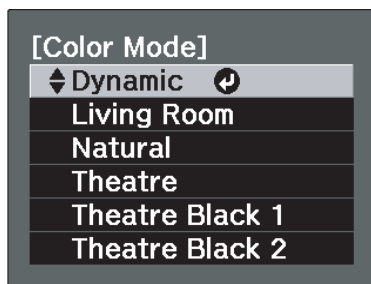 [Color Mode]
Dynamic
Living Room
Natural
Theatre
Theatre Black 1
Theatre Black 2